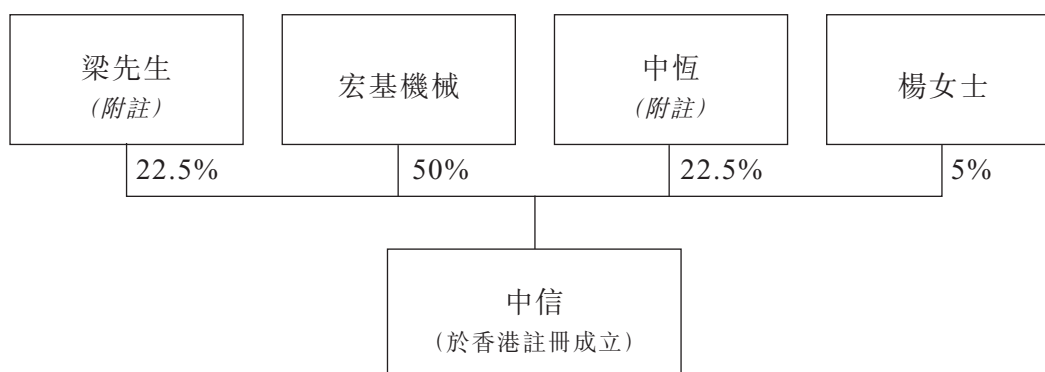 梁先生
(附註)
宏基機械
中恆
(附註)
楊女士
22.5%
50%
22.5%
5%
中信
(於香港註冊成立)